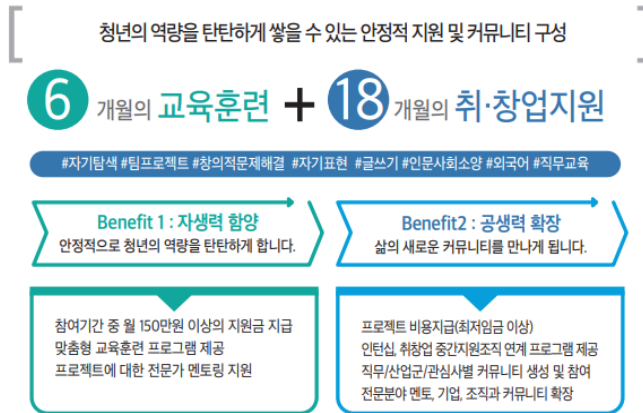 청년의 역량을 탄탄하게 쌓을 수 있는 안정적 지원 및 커뮤니티 구성
6 개월의 교육훈련 + 18 개월의 취·창업지원
#자기탐색 #팀프로젝트 #창의적문제해결 #자기표현 #글쓰기 #인문사회소양 #외국어 #직무교육
Benefit 1 : 자생력 함양
안정적으로 청년의 역량을 탄탄하게 합니다.
Benefit2 : 공생력 확장
삶의 새로운 커뮤니티를 만나게 됩니다.
참여기간 중 월 150만원 이상의 지원금 지급
맞춤형 교육훈련 프로그램 제공
프로젝트에 대한 전문가 멘토링 지원
프로젝트 비용지급(최저임금 이상)
인턴십, 취창업 중간지원조직 연계 프로그램 제공
직무/산업군/관심사별 커뮤니티 생성 및 참여
전문분야 멘토, 기업, 조직과 커뮤니티 확장